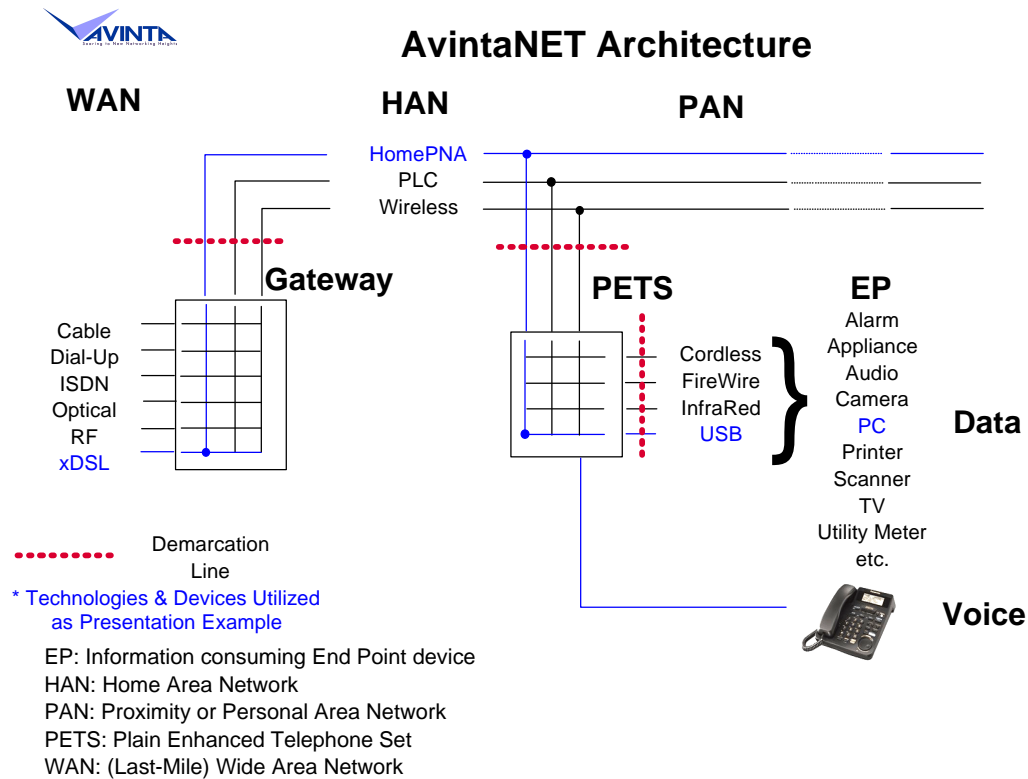 AVINTA
Soaring to New Networking Heights
AvintaNET Architecture
WAN
HAN
PAN
HomePNA
PLC
Wireless
Gateway
PETS
EP
Cable
Dial-Up
ISDN
Optical
RF
xDSL
Cordless
FireWire
InfraRed
USB
Alarm
Appliance
Audio
Camera
PC
Printer
Scanner
TV
Utility Meter
etc.
Data
Voice
Demarcation
Line
* Technologies & Devices Utilized
as Presentation Example
EP: Information consuming End Point device
HAN: Home Area Network
PAN: Proximity or Personal Area Network
PETS: Plain Enhanced Telephone Set
WAN: (Last-Mile) Wide Area Network